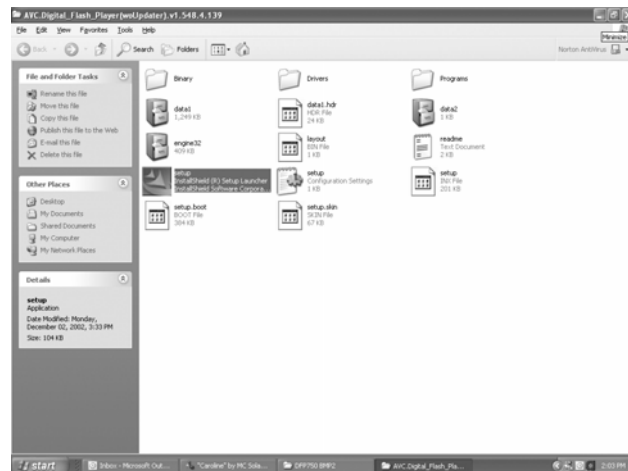 AVC.Digital_Flash_Player(woUpdater).v1.548.4.139
File Edit View Favorites Tools Help
Minimize
Back Search Folders
Norton AntiVirus
File and Folder Tasks
Rename this file
Move this file
Copy this file
Publish this file to the Web
E-mail this file
Delete this file
Other Places
Desktop
My Documents
Shared Documents
My Computer
My Network Places
Details
setup
Application
Date Modified: Monday,
December 02, 2002, 3:33 PM
Size: 104 KB
Binary
Drivers
Programs
data1
1,249 KB
data1.hdr
HDR File
24 KB
data2
1 KB
engine32
409 KB
layout
BIN File
1 KB
readme
Text Document
2 KB
setup
InstallShield (R) Setup Launcher
InstallShield Software Corpora...
setup
Configuration Settings
1 KB
setup
INX File
201 KB
setup.boot
BOOT File
384 KB
setup.skin
SKIN File
67 KB
start
Inbox - Microsoft Out...
"Caroline" by MC Sola...
DFP750 BMP2
AVC.Digital_Flash_Pla...
2:03 PM